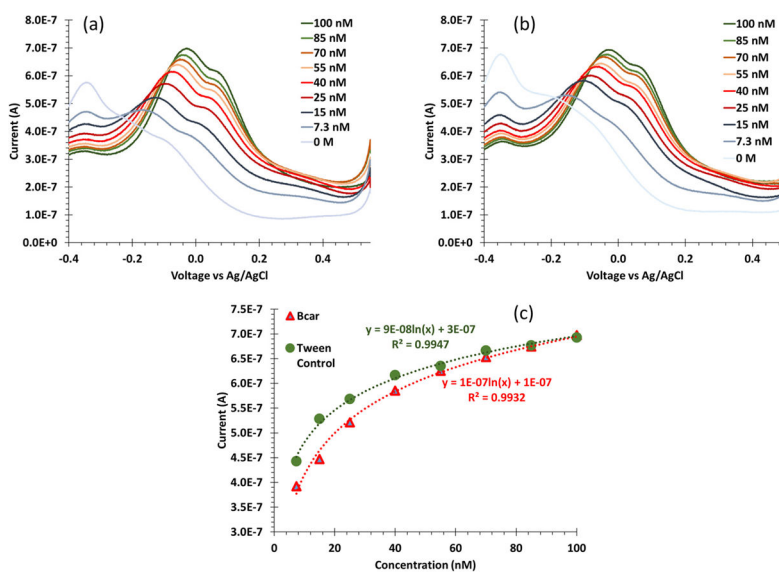 (a)
8.0E-7
7.0E-7
6.0E-7
5.0E-7
4.0E-7
3.0E-7
2.0E-7
1.0E-7
0.0E+0
Current (A)
-0.4
-0.2
0.0
0.2
0.4
Voltage vs Ag/AgCl
100 nM
85 nM
70 nM
55 nM
40 nM
25 nM
15 nM
7.3 nM
0 M
(b)
8.0E-7
7.0E-7
6.0E-7
5.0E-7
4.0E-7
3.0E-7
2.0E-7
1.0E-7
0.0E+0
Current (A)
-0.4
-0.2
0.0
0.2
0.4
Voltage vs Ag/AgCl
100 nM
85 nM
70 nM
55 nM
40 nM
25 nM
15 nM
7.3 nM
0 M
(c)
7.5E-7
7.0E-7
6.5E-7
6.0E-7
5.5E-7
5.0E-7
4.5E-7
3.5E-7
3.0E-7
Current (A)
Bcar
Tween
Control
y = 9E-08ln(x) + 3E-07
R² = 0.9947
y = 1E-07ln(x) + 1E-07
R² = 0.9932
0
20
40
60
80
100
Concentration (nM)